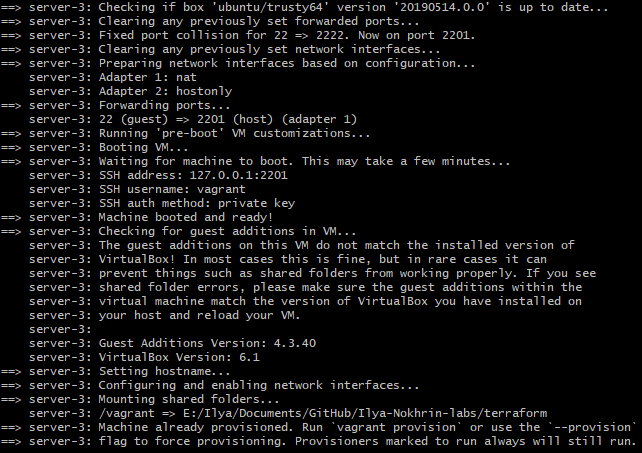 ==> server-3: Checking if box 'ubuntu/trusty64' version '20190514.0.0' is up to date...
==> server-3: Clearing any previously set forwarded ports...
==> server-3: Fixed port collision for 22 => 2222. Now on port 2201.
==> server-3: Clearing any previously set network interfaces...
==> server-3: Preparing network interfaces based on configuration...
    server-3: Adapter 1: nat
    server-3: Adapter 2: hostonly
==> server-3: Forwarding ports...
    server-3: 22 (guest) => 2201 (host) (adapter 1)
==> server-3: Running 'pre-boot' VM customizations...
==> server-3: Booting VM...
==> server-3: Waiting for machine to boot. This may take a few minutes...
    server-3: SSH address: 127.0.0.1:2201
    server-3: SSH username: vagrant
    server-3: SSH auth method: private key
==> server-3: Machine booted and ready!
==> server-3: Checking for guest additions in VM...
    server-3: The guest additions on this VM do not match the installed version of
    server-3: VirtualBox! In most cases this is fine, but in rare cases it can
    server-3: prevent things such as shared folders from working properly. If you see
    server-3: shared folder errors, please make sure the guest additions within the
    server-3: virtual machine match the version of VirtualBox you have installed on
    server-3: your host and reload your VM.
    server-3:
    server-3: Guest Additions Version: 4.3.40
    server-3: VirtualBox Version: 6.1
==> server-3: Setting hostname...
==> server-3: Configuring and enabling network interfaces...
==> server-3: Mounting shared folders...
    server-3: /vagrant => E:/Ilya/Documents/GitHub/Ilya-Nokhrin-labs/terraform
==> server-3: Machine already provisioned. Run `vagrant provision` or use the `--provision`
==> server-3: flag to force provisioning. Provisioners marked to run always will still run.